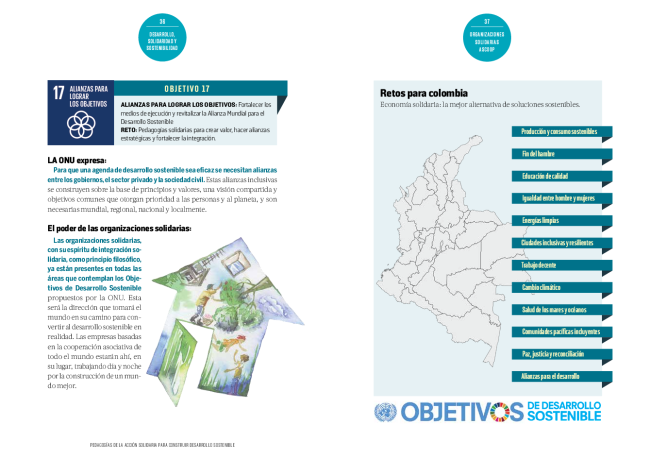 36
DESARROLLO,
SOLIDARIDAD Y
SOSTENIBILIDAD
17 ALIANZAS PARA
LOGRAR
LOS OBJETIVOS
OBJETIVO 17
ALIANZAS PARA LOGRAR LOS OBJETIVOS: Fortalecer los
medios de ejecución y revitalizar la Alianza Mundial para el
Desarrollo Sostenible
RETO: Pedagogías solidarias para crear valor, hacer alianzas
estratégicas y fortalecer la integración.
LA ONU expresa:
Para que una agenda de desarrollo sostenible sea eficaz se necesitan alianzas
entre los gobiernos, el sector privado y la sociedad civil. Estas alianzas inclusivas
se construyen sobre la base de principios y valores, una visión compartida y
objetivos comunes que otorgan prioridad a las personas y al planeta, y son
necesarias mundial, regional, nacional y localmente.
El poder de las organizaciones solidarias:
Las organizaciones solidarias,
con su espíritu de integración so-
lidaria, como principio filosófico,
ya están presentes en todas las
áreas que contemplan los Obje-
tivos de Desarrollo Sostenible
propuestos por la ONU. Esta
será la dirección que tomará el
mundo en su camino para con-
vertir al desarrollo sostenible en
realidad. Las empresas basadas
en la cooperación asociativa de
todo el mundo estarán ahí, en
su lugar, trabajando día y noche
por la construcción de un mun-
do mejor.
PEDAGOGÍAS DE LA ACCIÓN SOLIDARIA PARA CONSTRUIR DESARROLLO SOSTENIBLE
37
ORGANIZACIONES
SOLIDARIAS
ASCOOP
Retos para colombia
Economía solidaria: la mejor alternativa de soluciones sostenibles.
Producción y consumo sostenibles
Fin del hambre
Educación de calidad
Igualdad entre hombre y mujeres
Energías limpias
Ciudades inclusivas y resilientes
Trabajo decente
Cambio climático
Salud de los mares y océanos
Comunidades pacíficas incluyentes
Paz, justicia y reconciliación
Alianzas para el desarrollo
OBJETIVOS DE DESARROLLO
SOSTENIBLE